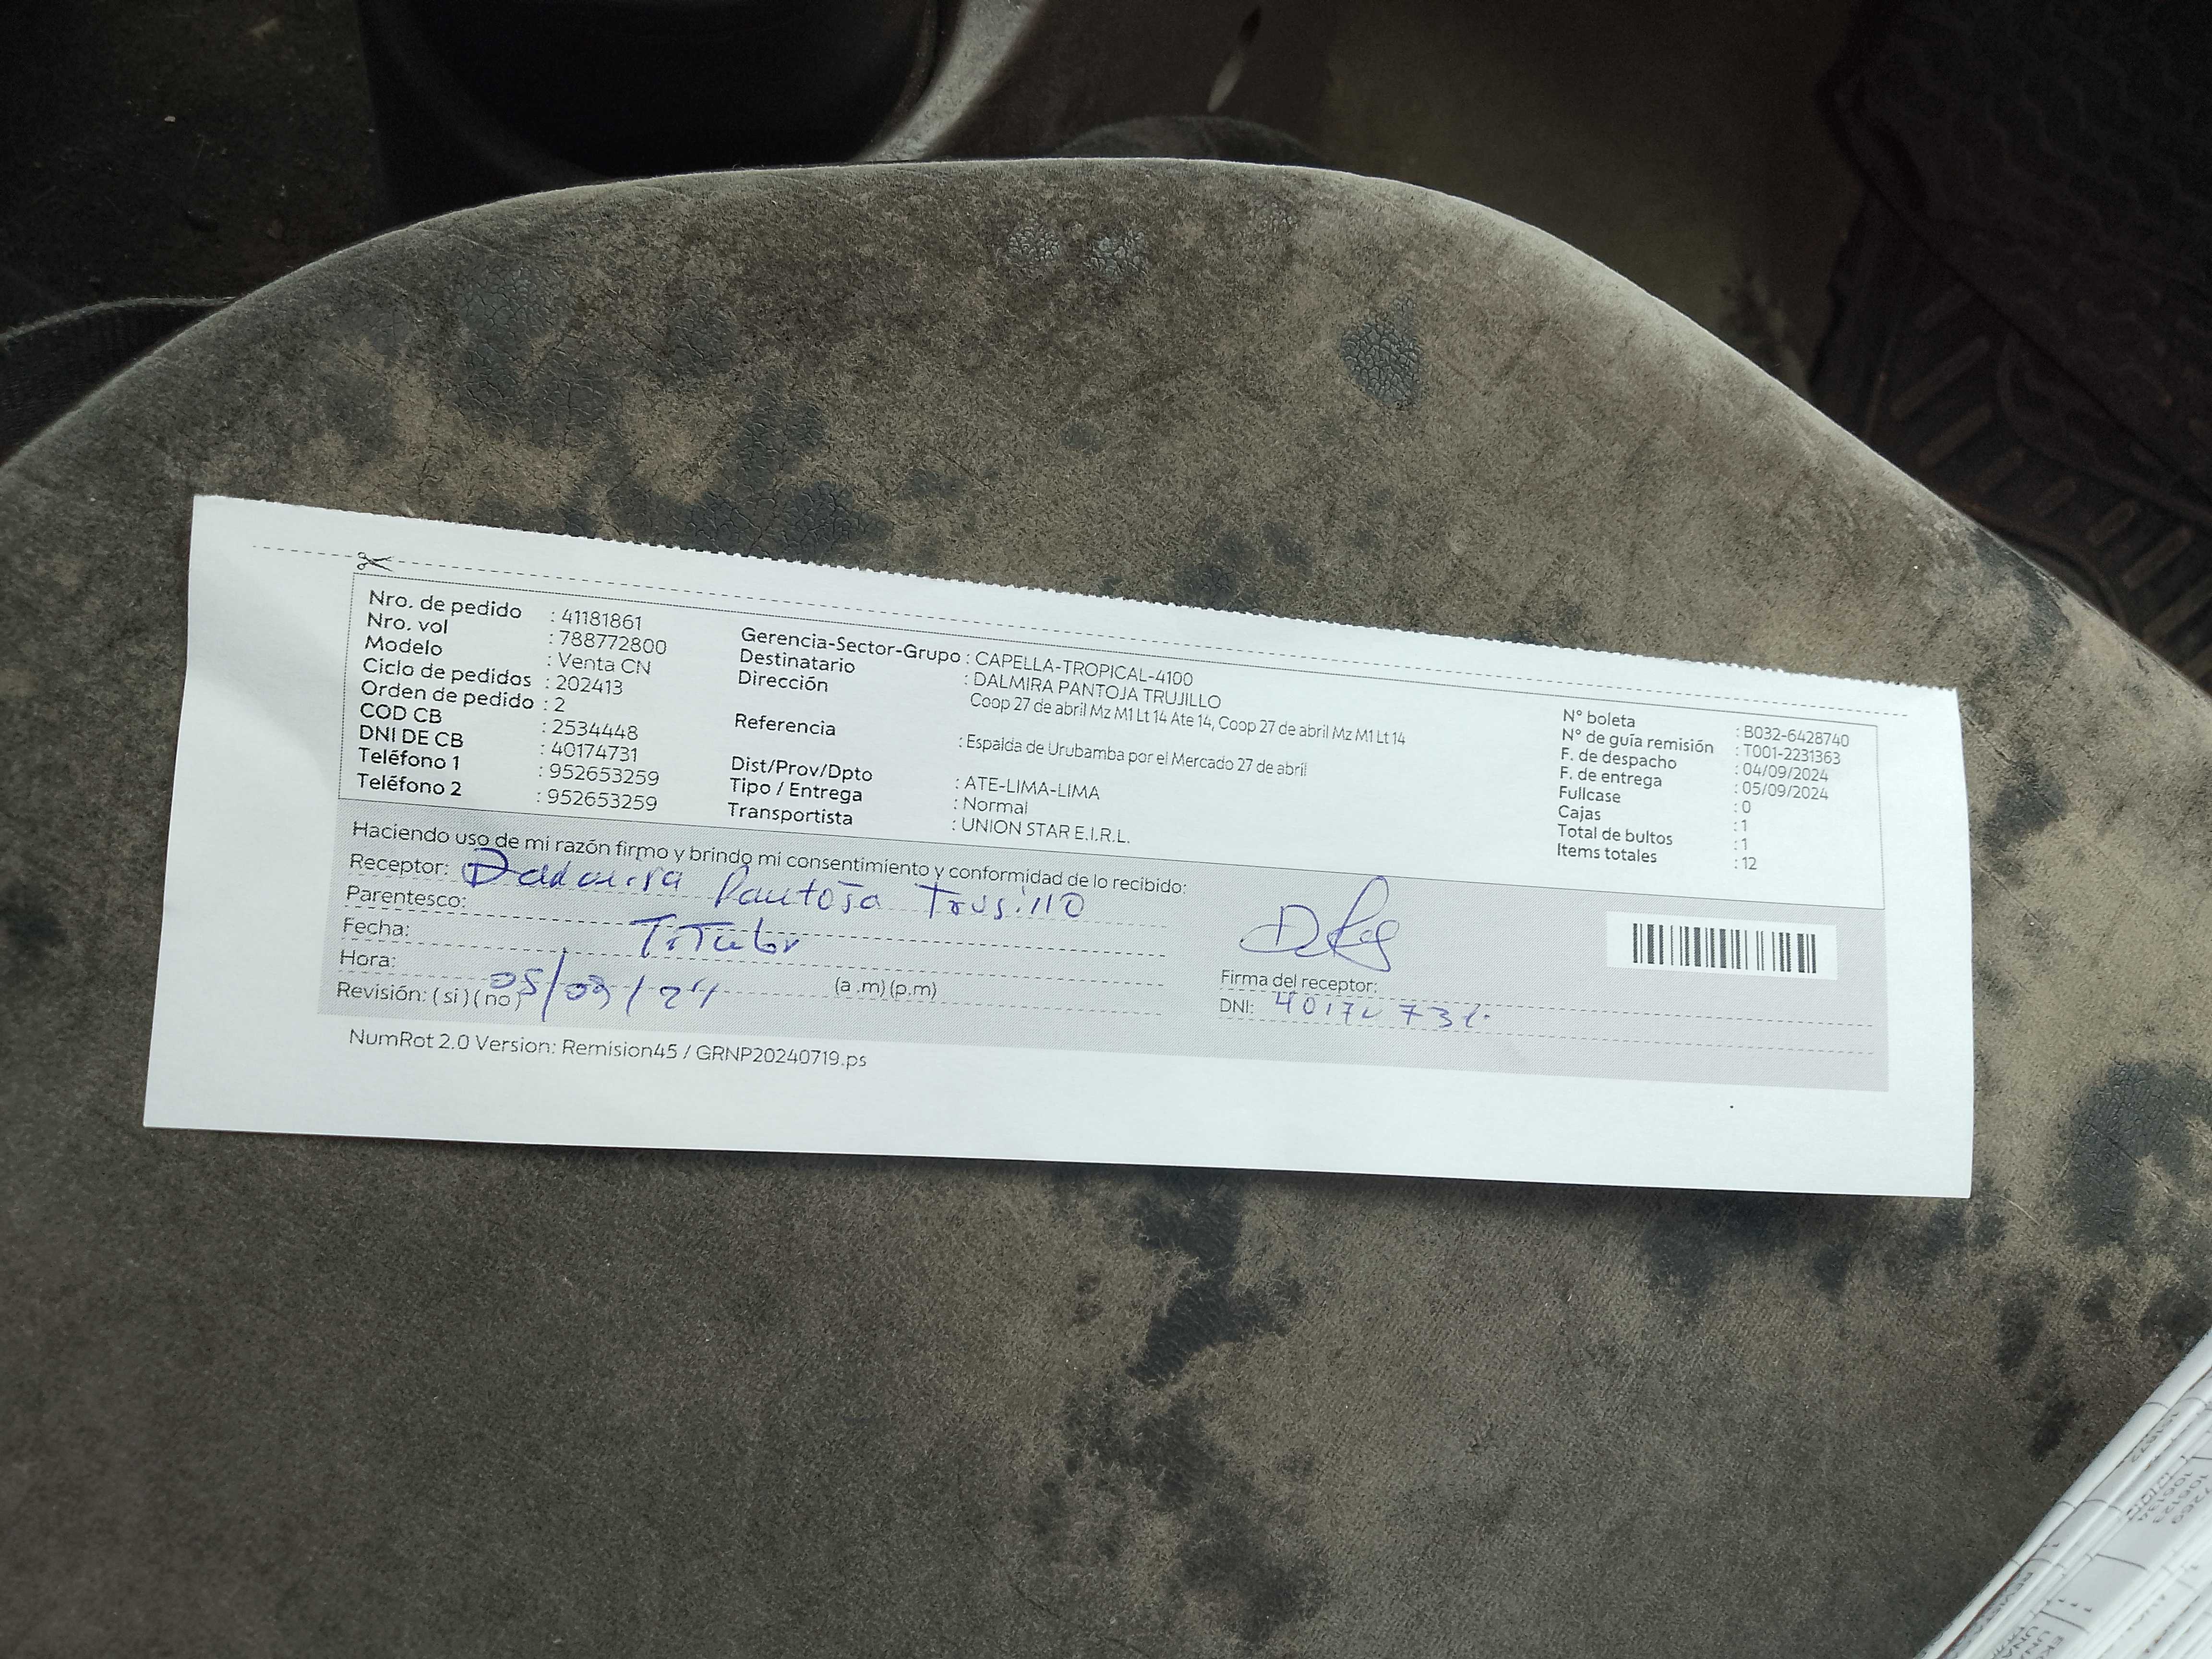 Nro. de pedido : 41181861
Nro. vol : 788772800
Modelo : Venta CN
Ciclo de pedidos : 202413
Orden de pedido : 2
COD CB : 2534448
DNI DE CB : 40174731
Teléfono 1 : 952653259
Teléfono 2 : 952653259
Gerencia-Sector-Grupo : CAPELLA-TROPICAL-4100
Destinatario : DALMIRA PANTOJA TRUJILLO
Dirección Coop 27 de abril Mz M1 Lt 14 Ate 14, Coop 27 de abril Mz M1 Lt 14
Referencia : Espalda de Urubamba por el Mercado 27 de abril
Dist/Prov/Dpto : ATE-LIMA-LIMA
Tipo / Entrega : Normal
Transportista : UNION STAR E.I.R.L.
N° boleta : B032-6428740
N° de guía remisión : T001-2231363
F. de despacho : 04/09/2024
F. de entrega : 05/09/2024
Fullcase : 0
Cajas : 1
Total de bultos : 1
Items totales : 12
Haciendo uso de mi razón firmo y brindo mi consentimiento y conformidad de lo recibido:
Receptor: Dalmira Pantoja Trujillo
Parentesco: Titular
Fecha: 05/09/24
Hora: (a.m) (p.m)
Revisión: ( si ) ( no )
Firma del receptor:
DNI: 40174731
NumRot 2.0 Version: Remision45 / GRNP20240719.ps